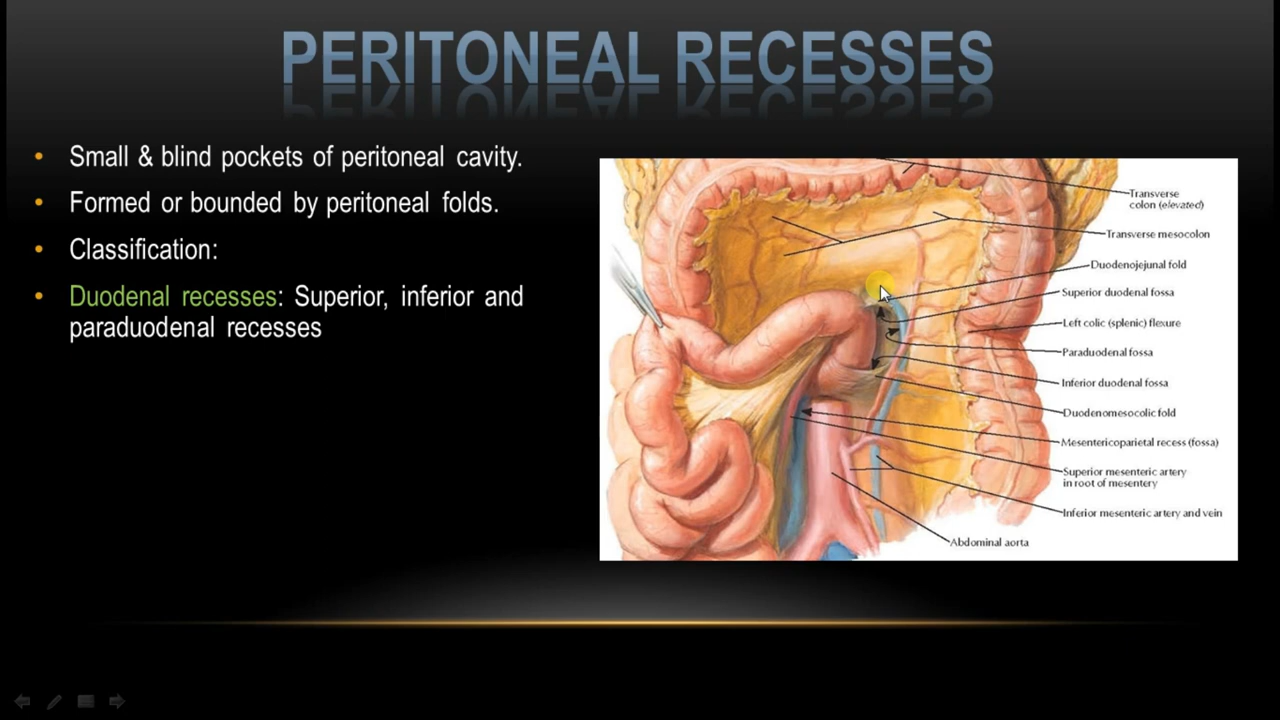 PERITONEAL RECESSES
• Small & blind pockets of peritoneal cavity.
• Formed or bounded by peritoneal folds.
• Classification:
• Duodenal recesses: Superior, inferior and
paraduodenal recesses
Transverse
colon (elevated)
Transverse mesocolon
Duodenojejunal fold
Superior duodenal fossa
Left colic (splenic) flexure
Paraduodenal fossa
Inferior duodenal fossa
Duodenomesocolic fold
Mesentericoparietal recess (fossa)
Superior mesenteric artery
in root of mesentery
Inferior mesenteric artery and vein
Abdominal aorta